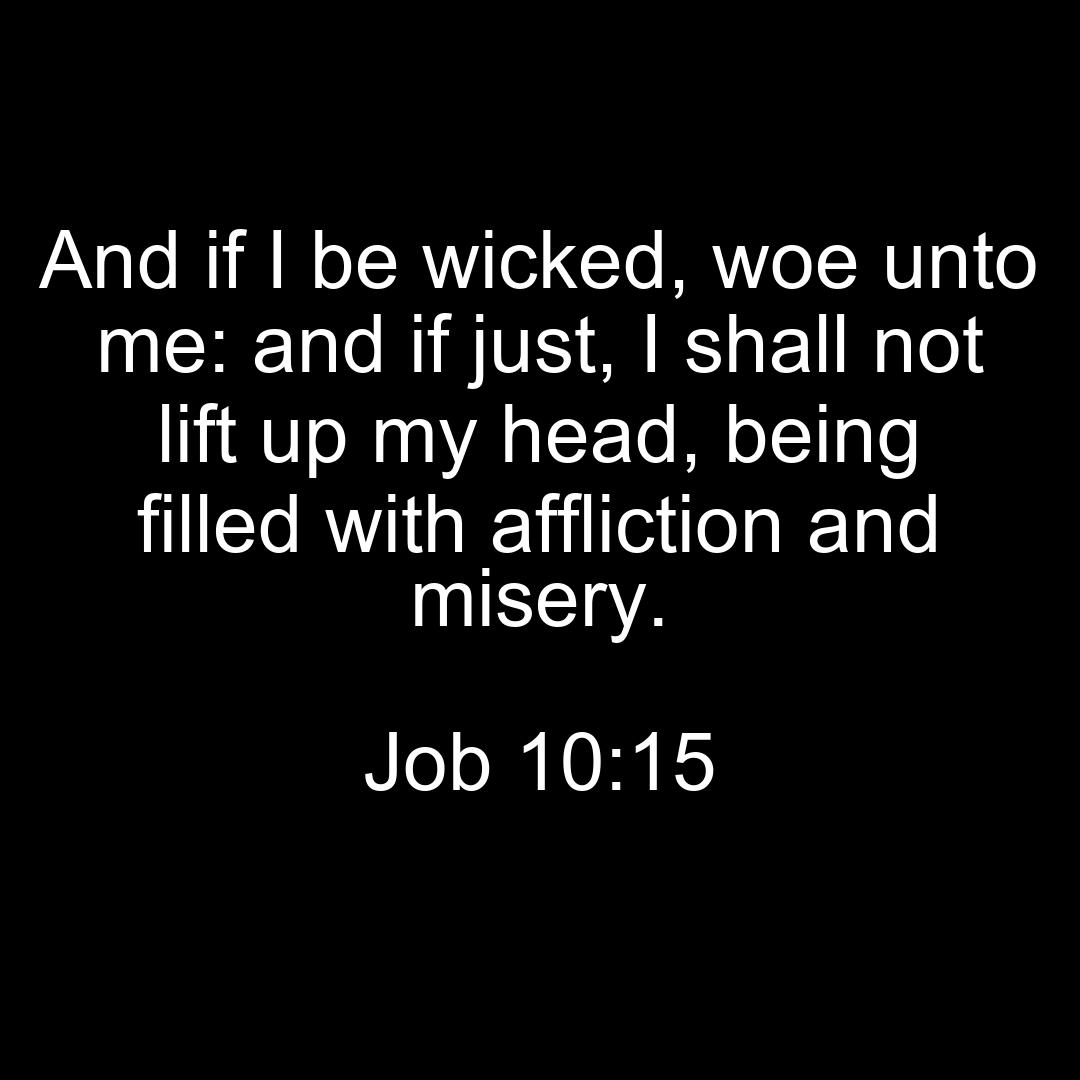 And if I be wicked, woe unto
me: and if just, I shall not
lift up my head, being
filled with affliction and
misery.
Job 10:15